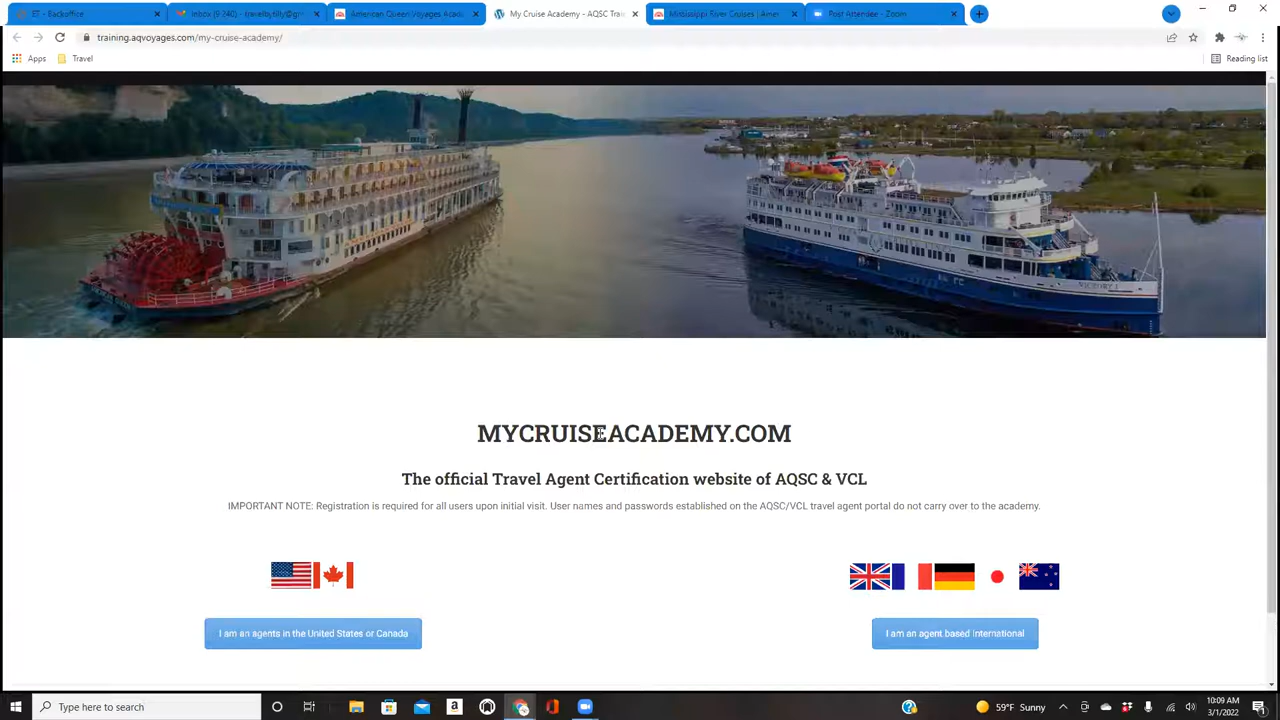 ET - Backoffice
Inbox (9,240) - travelbytilly@gm
American Queen Voyages Acade
My Cruise Academy - AQSC Trai
Mississippi River Cruises | Amer
Post Attendee - Zoom
training.aqvoyages.com/my-cruise-academy/
Apps
Travel
Reading list
VICTORY I
MYCRUISEACADEMY.COM
The official Travel Agent Certification website of AQSC & VCL
IMPORTANT NOTE: Registration is required for all users upon initial visit. User names and passwords established on the AQSC/VCL travel agent portal do not carry over to the academy.
I am an agents in the United States or Canada
I am an agent based International
Type here to search
59°F Sunny
10:09 AM
3/1/2022